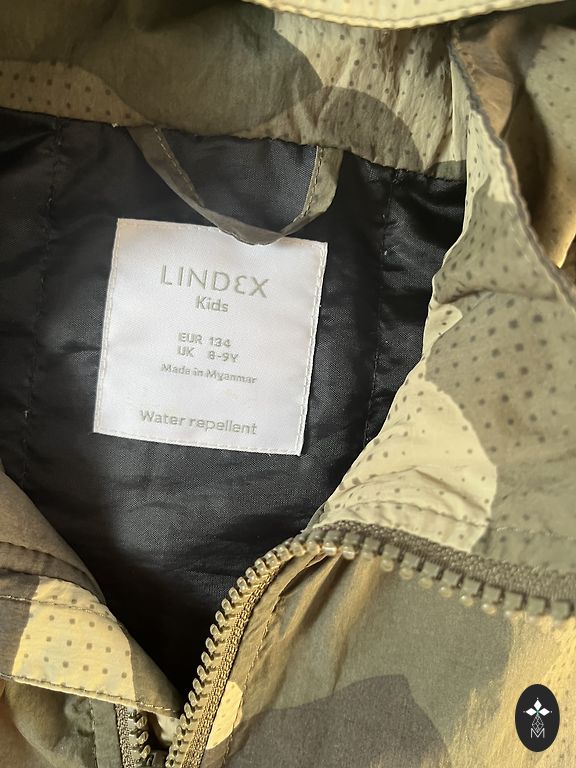 LINDEX
Kids
EUR 134
UK 8-9Y
Made in Myanmar
Water repellent
M